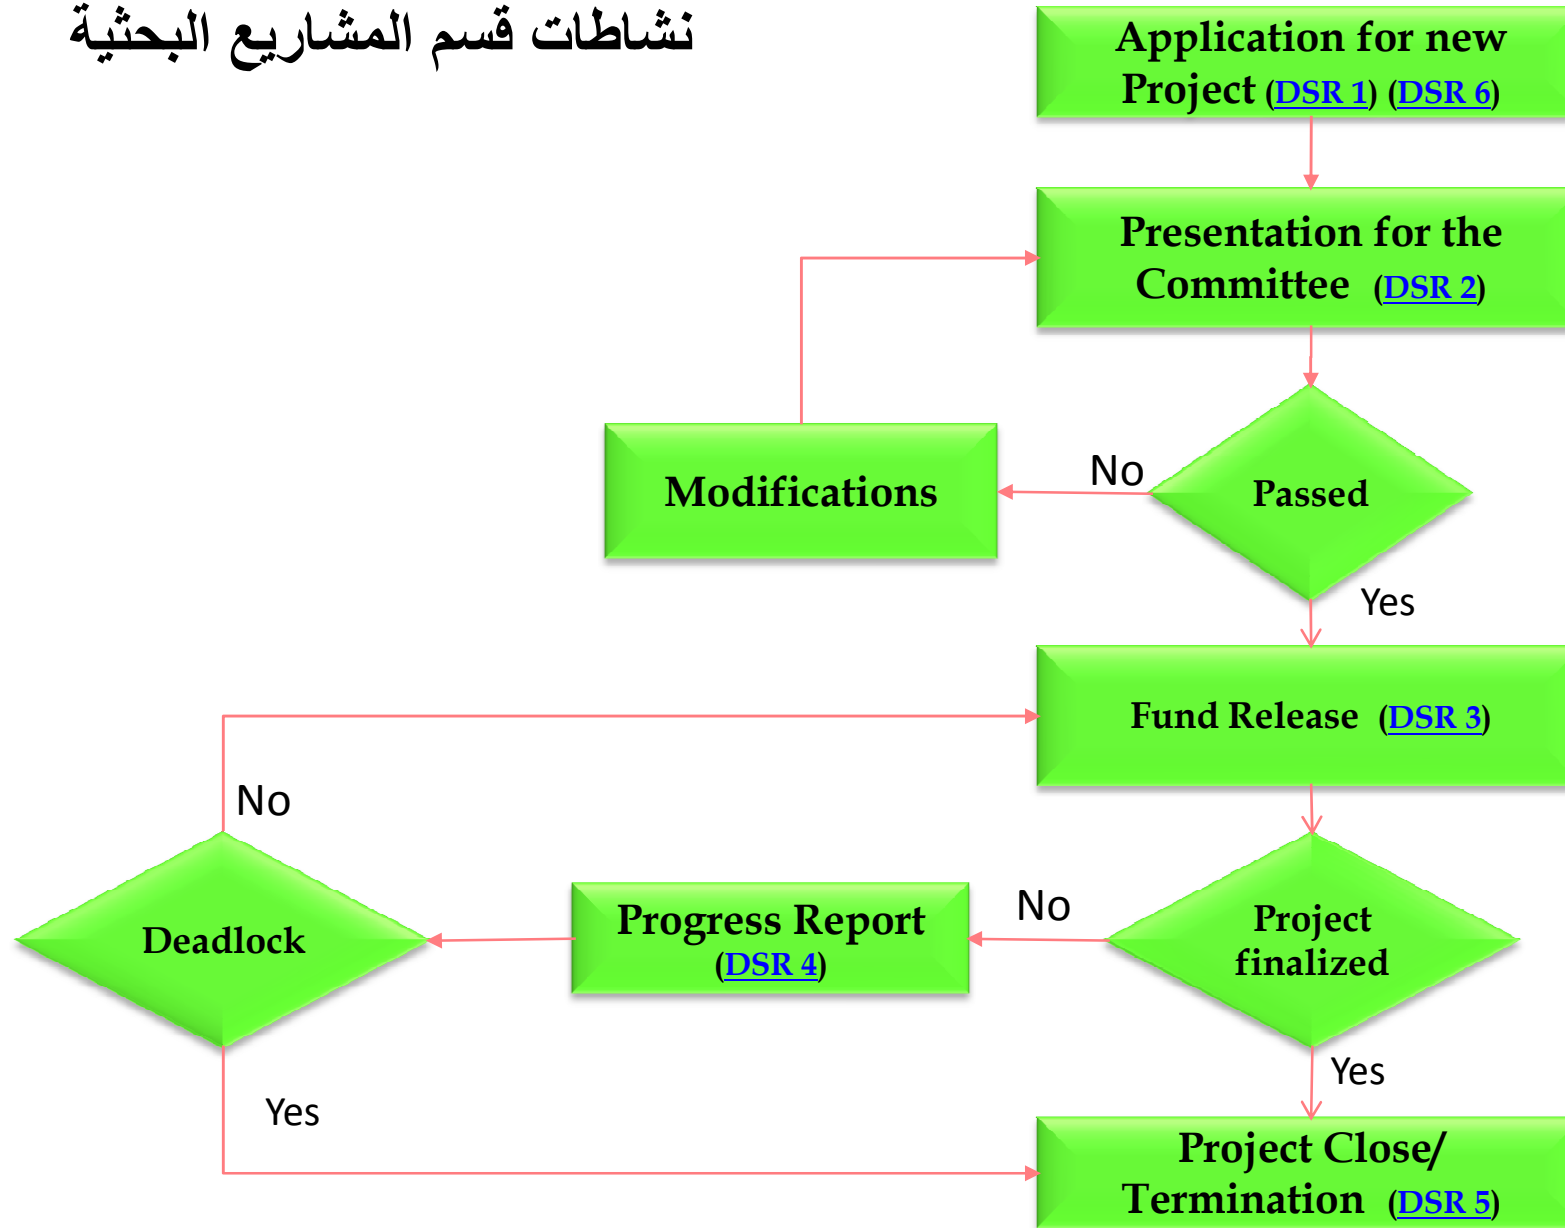 نشاطات قسم المشاريع البحثية
Application for new
Project (DSR 1) (DSR 6)
Presentation for the
Committee (DSR 2)
Modifications
No
Passed
Yes
Fund Release (DSR 3)
No
Deadlock
Progress Report
(DSR 4)
No
Project
finalized
Yes
Yes
Project Close/
Termination (DSR 5)